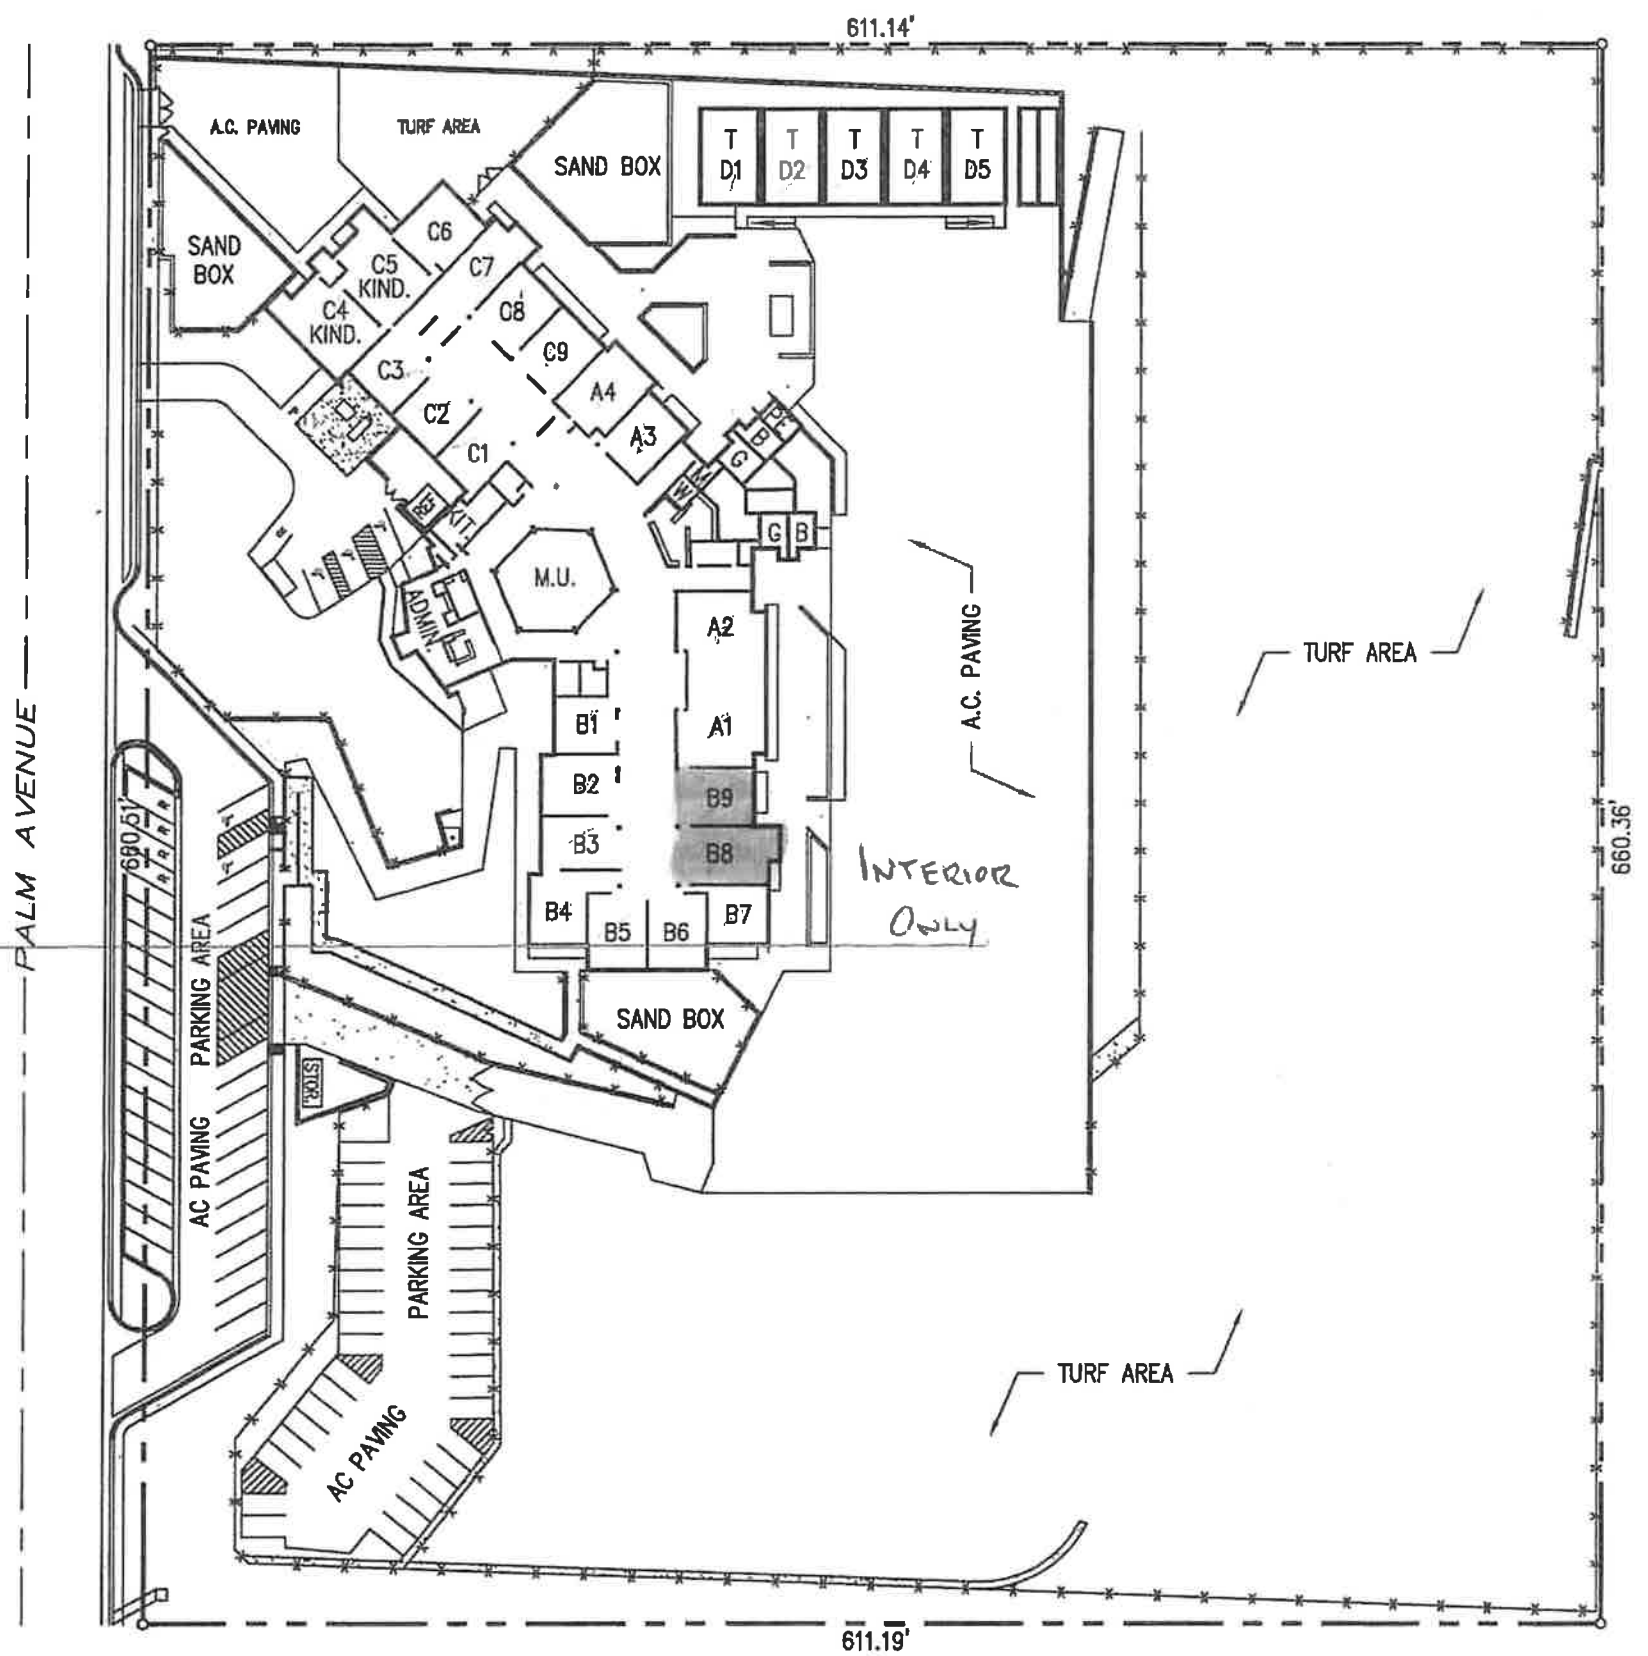 611.14'
A.C. PAVING
TURF AREA
SAND BOX
T
D1
T
D2
T
D3
T
D4
T
D5
SAND
BOX
C6
C7
C5
KIND.
C4
KIND.
C8
C9
C3
A4
C2
A3
C1
PE
B
G
M
W
G
B
KIT.
M.U.
ADMIN.
A2
A1
B1
B2
B3
B4
B5
B6
B7
B8
B9
INTERIOR
ONLY
A.C. PAVING
TURF AREA
660.36'
PALM AVENUE
660.51'
R
R
R
R
AC PAVING PARKING AREA
SAND BOX
STOR.
PARKING AREA
AC PAVING
TURF AREA
611.19'